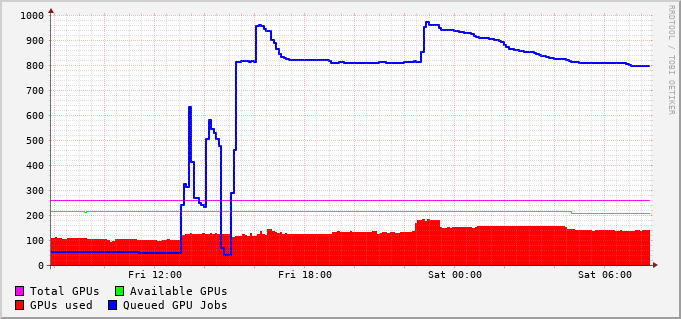 RRDTOOL / TOBI OETIKER
1000
900
800
700
600
500
400
300
200
100
0
Fri 12:00 Fri 18:00 Sat 00:00 Sat 06:00
Total GPUs Available GPUs
GPUs used Queued GPU Jobs